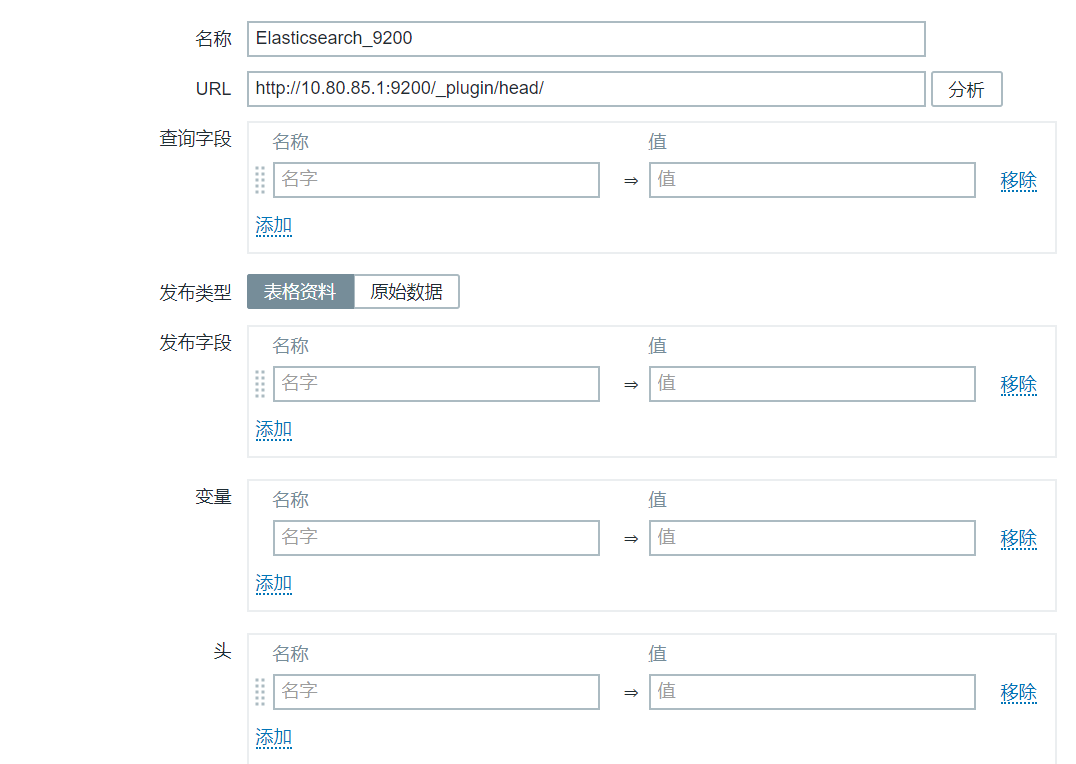 名称 Elasticsearch_9200
URL http://10.80.85.1:9200/_plugin/head/ 分析
查询字段 名称 值
名字 ⇒ 值 移除
添加
发布类型 表格资料 原始数据
发布字段 名称 值
名字 ⇒ 值 移除
添加
变量 名称 值
名字 ⇒ 值 移除
添加
头 名称 值
名字 ⇒ 值 移除
添加